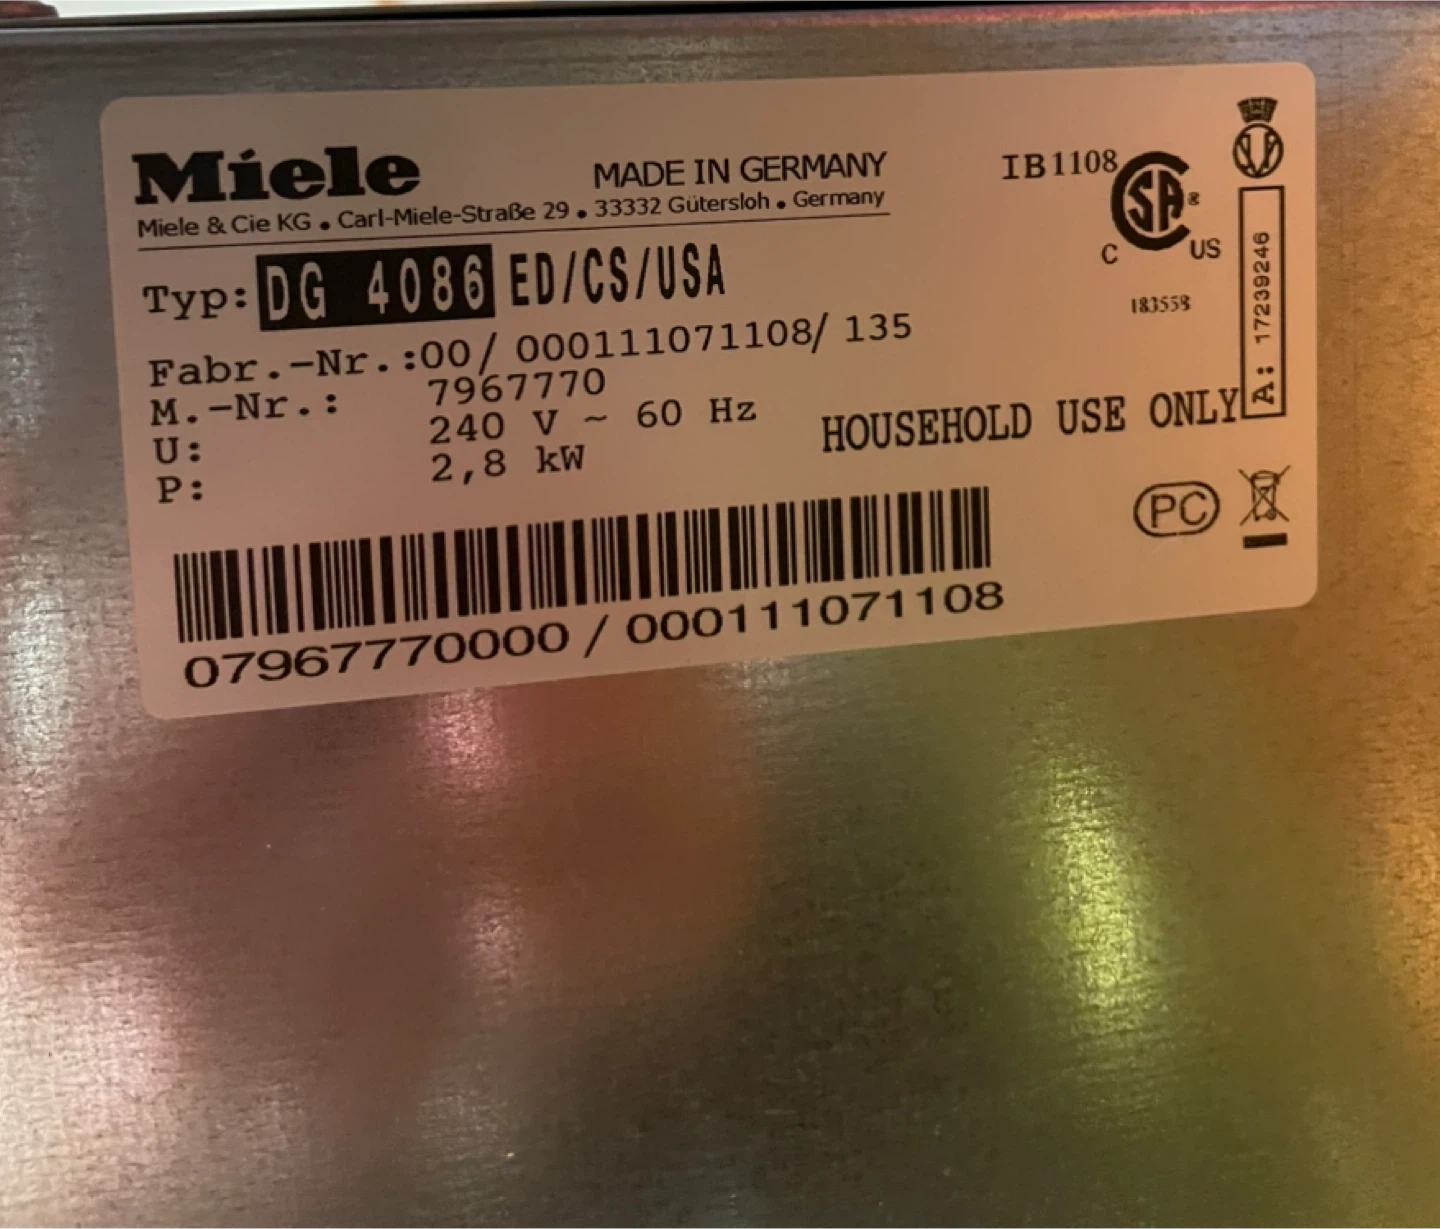 Miele
MADE IN GERMANY
Miele & Cie KG • Carl-Miele-Straße 29 • 33332 Gütersloh • Germany
IB1108
SA®
C US
183558
Typ: DG 4086 ED/CS/USA
Fabr.-Nr.:00/ 000111071108/ 135
M.-Nr.: 7967770
U: 240 V ~ 60 Hz
P: 2,8 kW
HOUSEHOLD USE ONLY
A: 17239246
PC
07967770000 / 000111071108